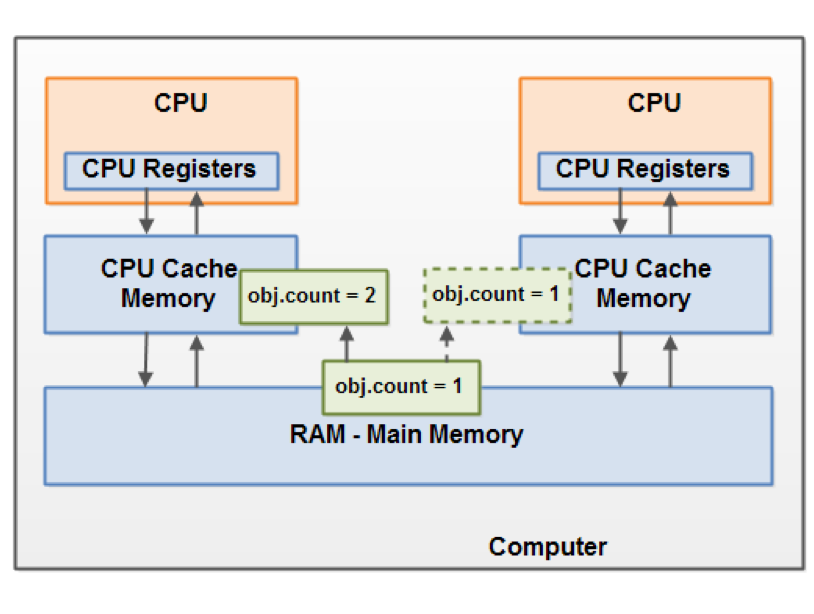 CPU
CPU
CPU Registers
CPU Registers
CPU Cache
Memory
obj.count = 2
obj.count = 1
CPU Cache
Memory
obj.count = 1
RAM - Main Memory
Computer